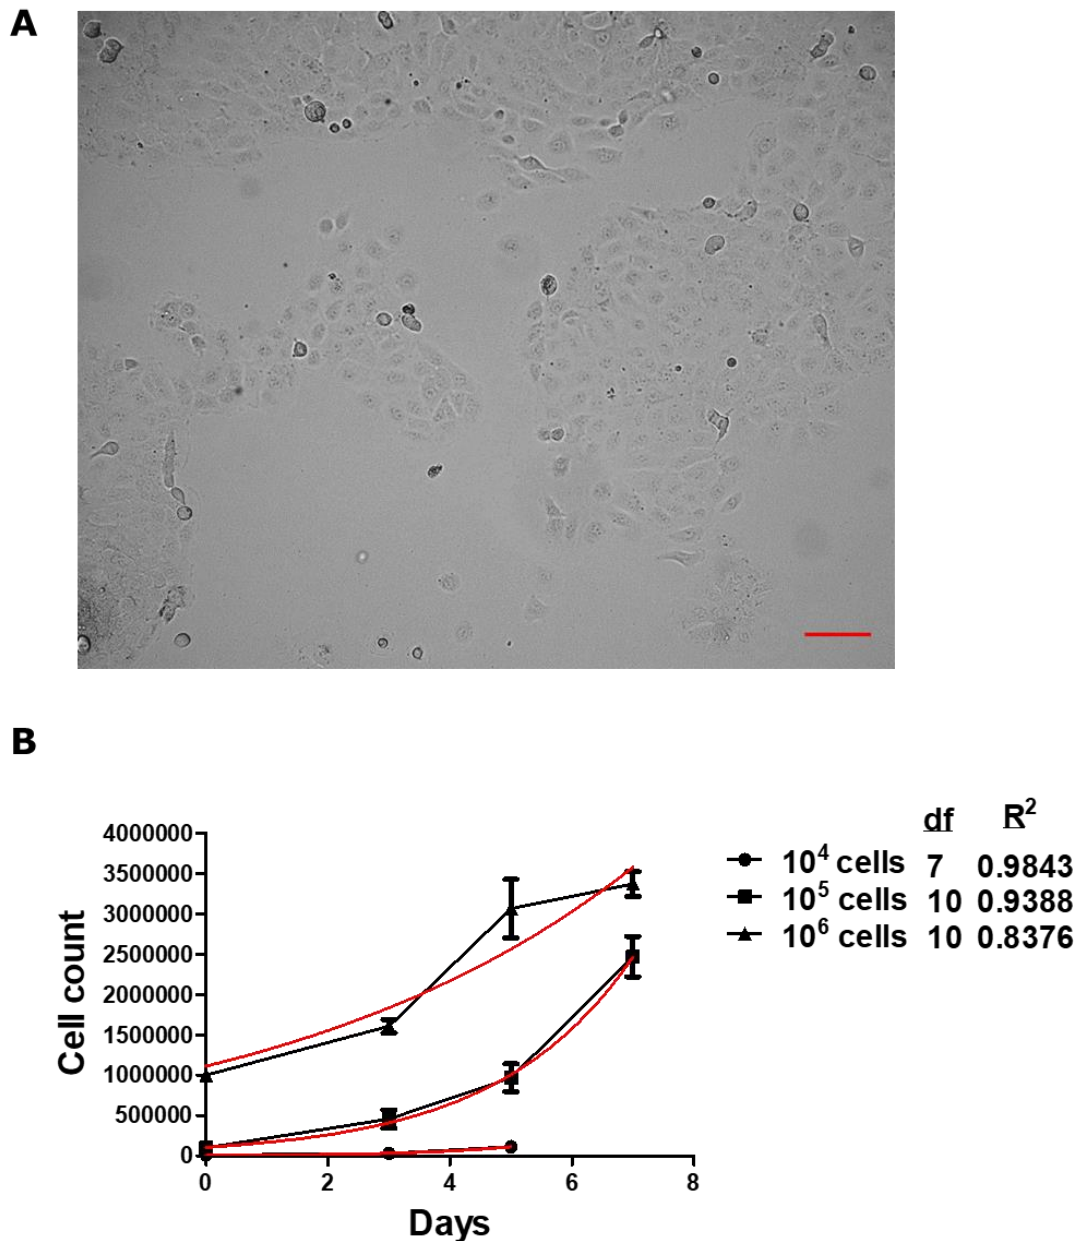 A
B
4000000
3500000
3000000
2500000
2000000
1500000
1000000
500000
0
Cell count
0 2 4 6 8
Days
df R²
10⁴ cells 7 0.9843
10⁵ cells 10 0.9388
10⁶ cells 10 0.8376